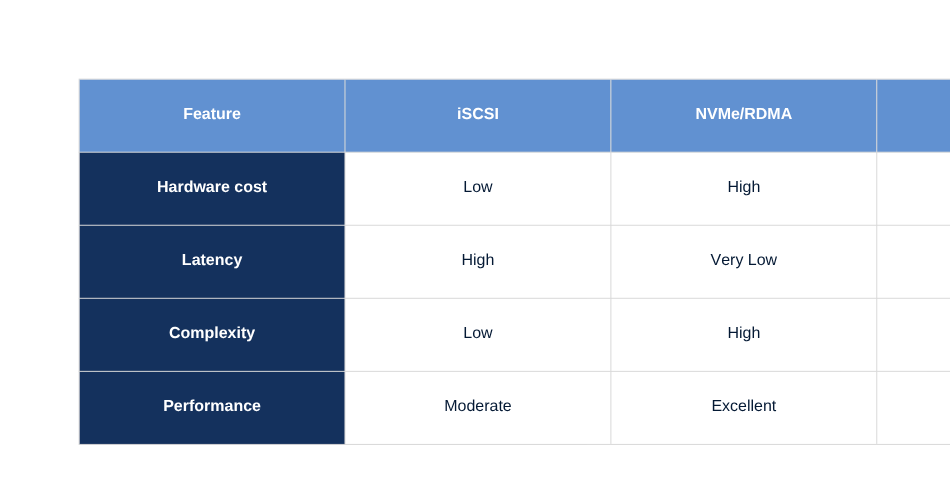 Feature iSCSI NVMe/RDMA
Hardware cost Low High
Latency High Very Low
Complexity Low High
Performance Moderate Excellent